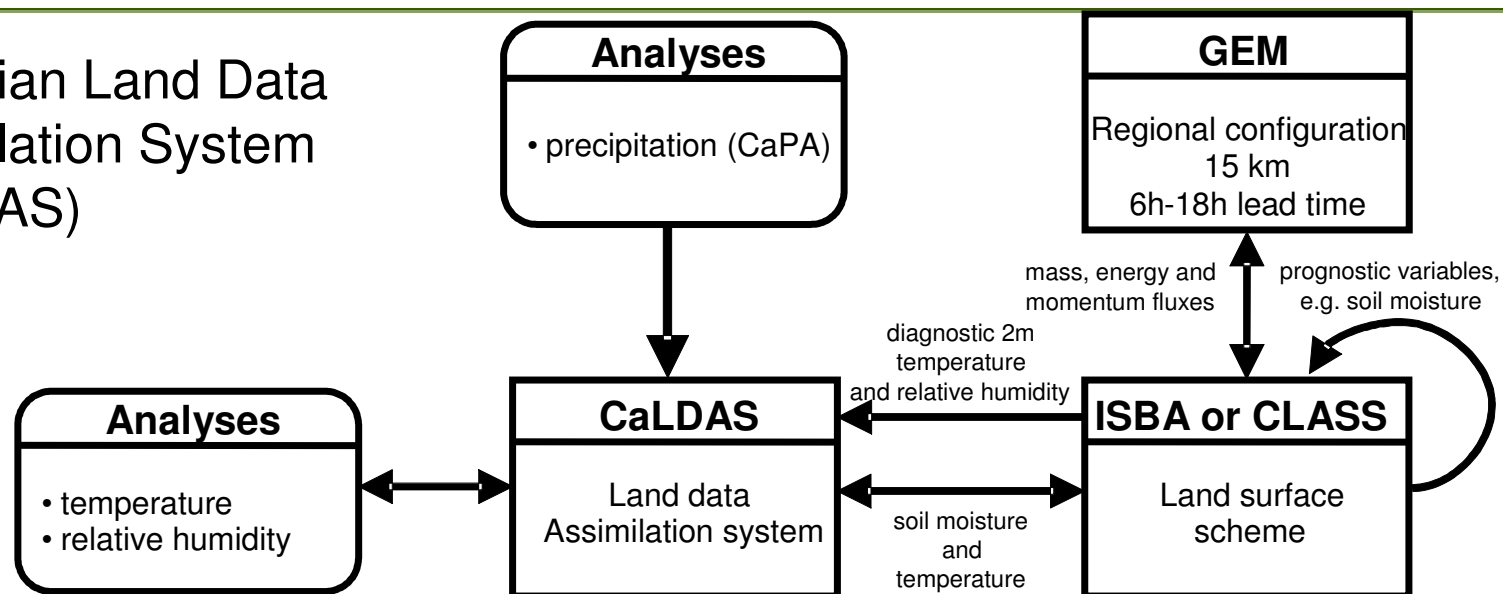 ian Land Data
lation System
AS)
Analyses
• precipitation (CaPA)
GEM
Regional configuration
15 km
6h-18h lead time
mass, energy and
momentum fluxes
prognostic variables,
e.g. soil moisture
diagnostic 2m
temperature
and relative humidity
Analyses
• temperature
• relative humidity
CaLDAS
Land data
Assimilation system
soil moisture
and
temperature
ISBA or CLASS
Land surface
scheme